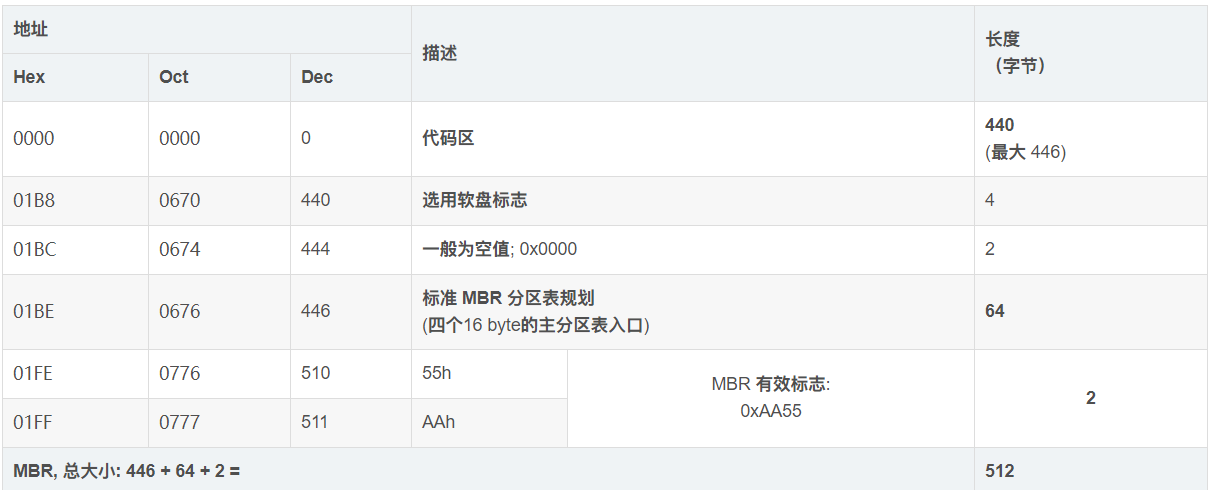 地址
描述
长度
（字节）
Hex
Oct
Dec
0000
0000
0
代码区
440
(最大 446)
01B8
0670
440
选用软盘标志
4
01BC
0674
444
一般为空值; 0x0000
2
01BE
0676
446
标准 MBR 分区表规划
(四个16 byte的主分区表入口)
64
01FE
0776
510
55h
MBR 有效标志:
0xAA55
2
01FF
0777
511
AAh
MBR, 总大小: 446 + 64 + 2 =
512